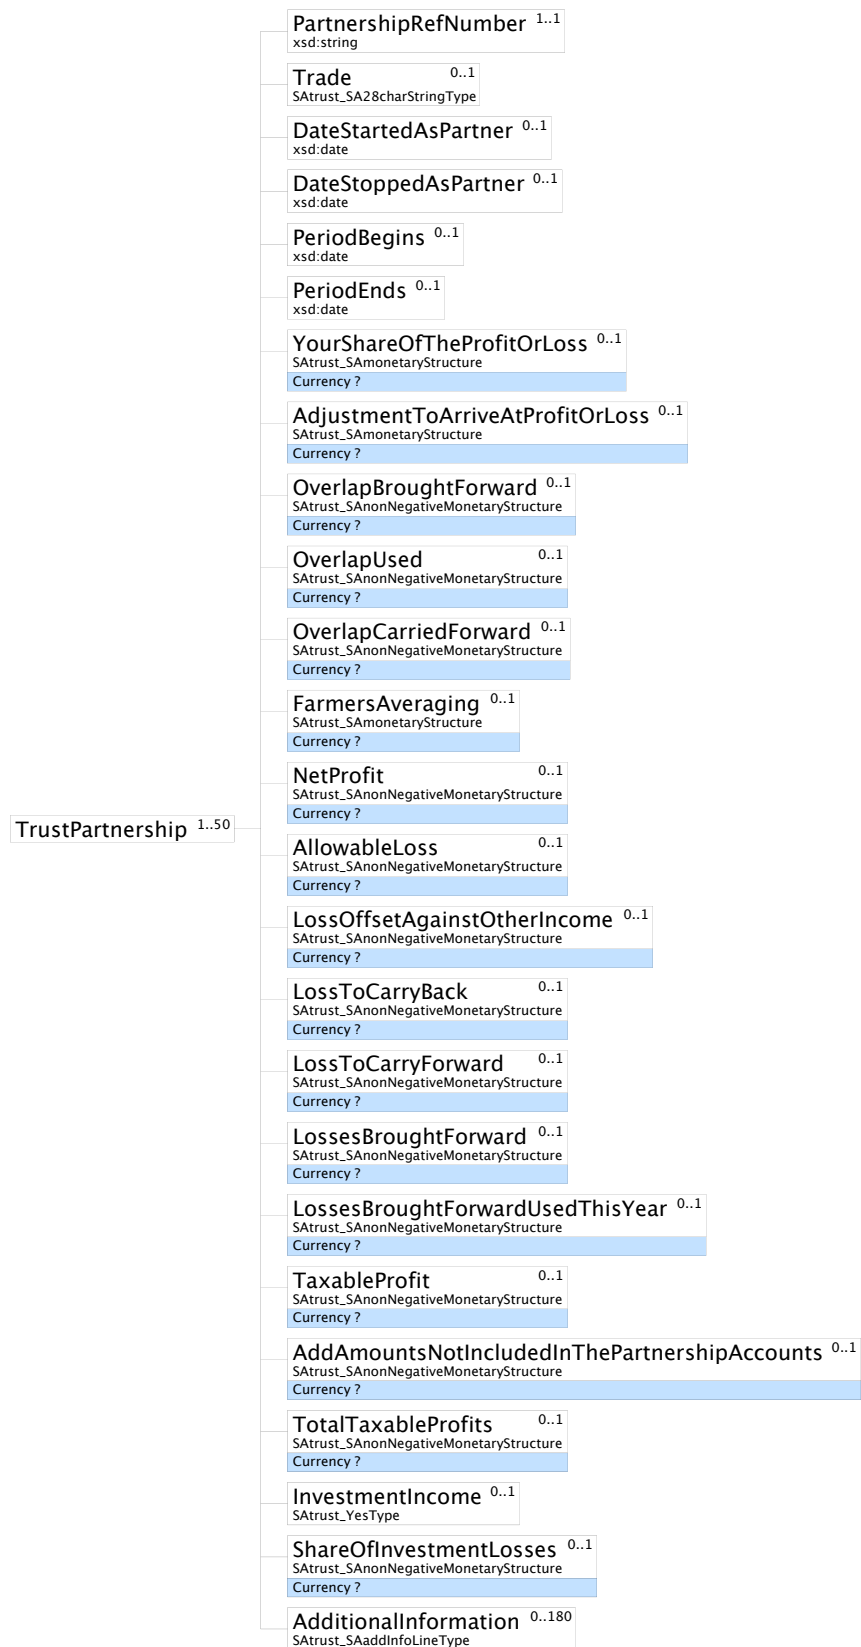 PartnershipRefNumber 1..1
xsd:string
Trade 0..1
SAtrust_SA28charStringType
DateStartedAsPartner 0..1
xsd:date
DateStoppedAsPartner 0..1
xsd:date
PeriodBegins 0..1
xsd:date
PeriodEnds 0..1
xsd:date
YourShareOfTheProfitOrLoss 0..1
SAtrust_SAmonetaryStructure
Currency ?
AdjustmentToArriveAtProfitOrLoss 0..1
SAtrust_SAmonetaryStructure
Currency ?
OverlapBroughtForward 0..1
SAtrust_SAnonNegativeMonetaryStructure
Currency ?
OverlapUsed 0..1
SAtrust_SAnonNegativeMonetaryStructure
Currency ?
OverlapCarriedForward 0..1
SAtrust_SAnonNegativeMonetaryStructure
Currency ?
FarmersAveraging 0..1
SAtrust_SAmonetaryStructure
Currency ?
NetProfit 0..1
SAtrust_SAnonNegativeMonetaryStructure
Currency ?
TrustPartnership 1..50
AllowableLoss 0..1
SAtrust_SAnonNegativeMonetaryStructure
Currency ?
LossOffsetAgainstOtherIncome 0..1
SAtrust_SAnonNegativeMonetaryStructure
Currency ?
LossToCarryBack 0..1
SAtrust_SAnonNegativeMonetaryStructure
Currency ?
LossToCarryForward 0..1
SAtrust_SAnonNegativeMonetaryStructure
Currency ?
LossesBroughtForward 0..1
SAtrust_SAnonNegativeMonetaryStructure
Currency ?
LossesBroughtForwardUsedThisYear 0..1
SAtrust_SAnonNegativeMonetaryStructure
Currency ?
TaxableProfit 0..1
SAtrust_SAnonNegativeMonetaryStructure
Currency ?
AddAmountsNotIncludedInThePartnershipAccounts 0..1
SAtrust_SAnonNegativeMonetaryStructure
Currency ?
TotalTaxableProfits 0..1
SAtrust_SAnonNegativeMonetaryStructure
Currency ?
InvestmentIncome 0..1
SAtrust_YesType
ShareOfInvestmentLosses 0..1
SAtrust_SAnonNegativeMonetaryStructure
Currency ?
AdditionalInformation 0..180
SAtrust_SAaddInfoLineType